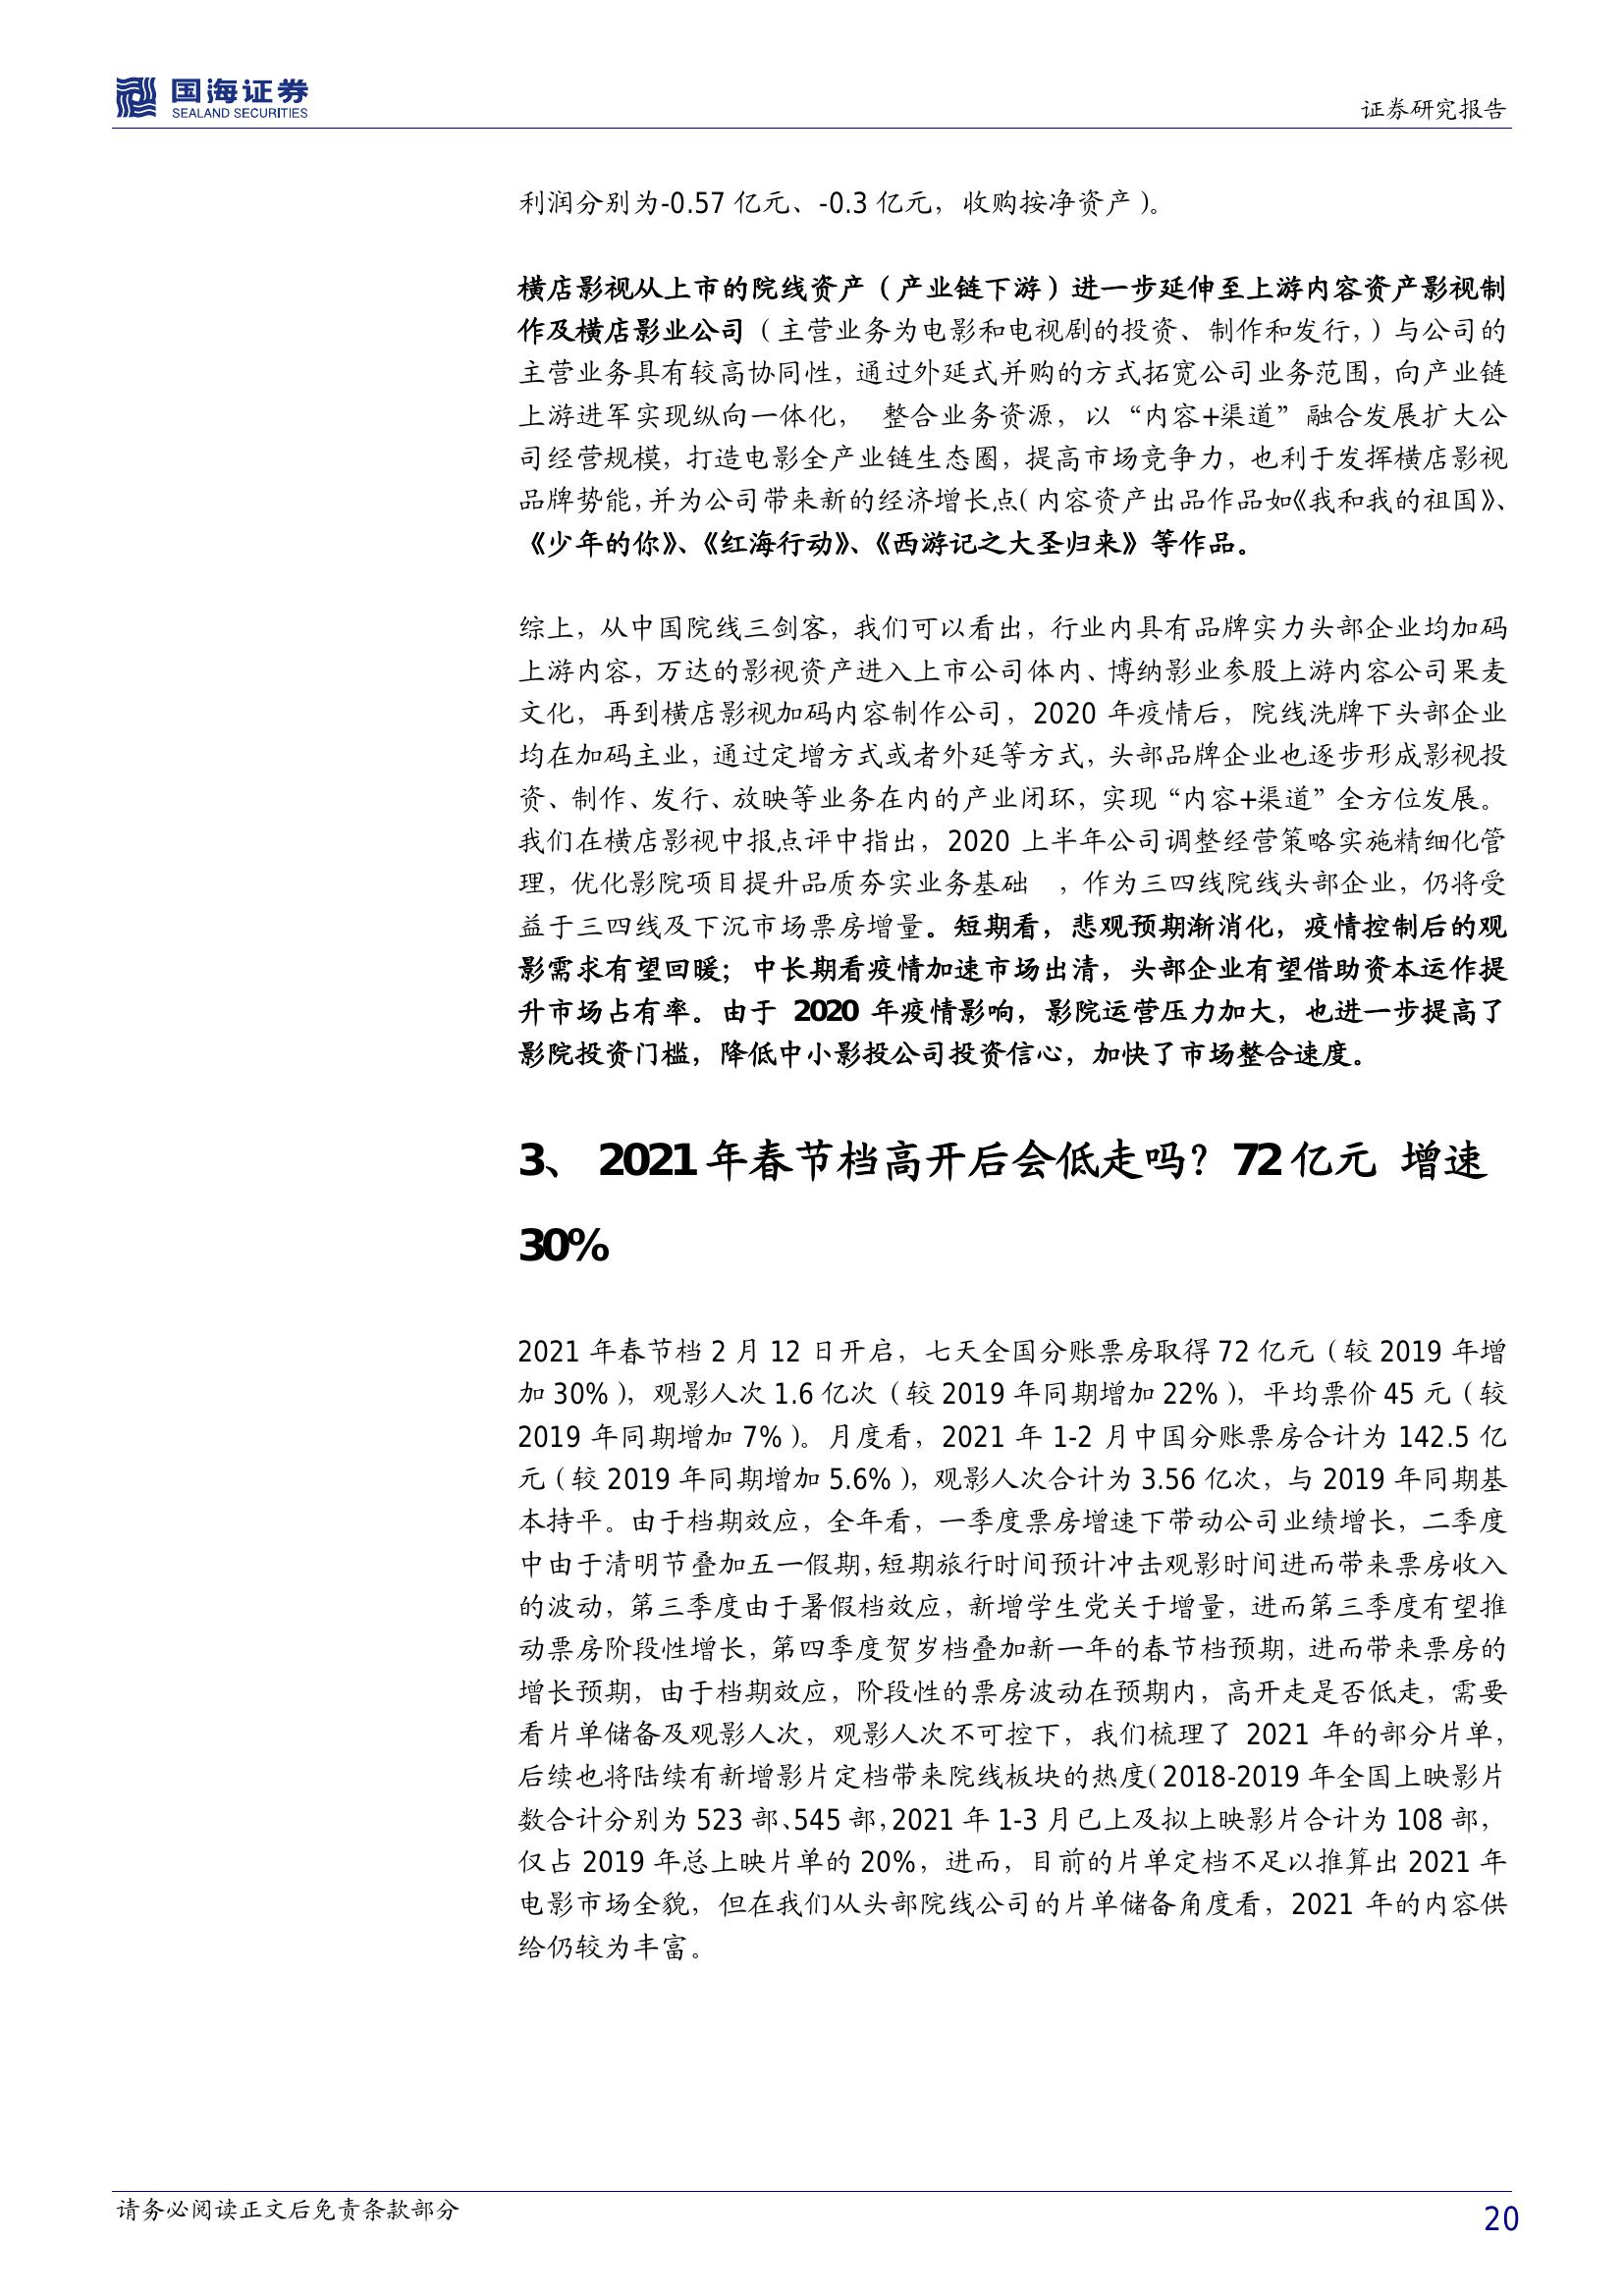 国海证券
SEALAND SECURITIES
证券研究报告
利润分别为-0.57 亿元、-0.3 亿元，收购按净资产）。
横店影视从上市的院线资产（产业链下游）进一步延伸至上游内容资产影视制
作及横店影业公司（主营业务为电影和电视剧的投资、制作和发行，）与公司的
主营业务具有较高协同性，通过外延式并购的方式拓宽公司业务范围，向产业链
上游进军实现纵向一体化， 整合业务资源，以“内容+渠道”融合发展扩大公
司经营规模，打造电影全产业链生态圈，提高市场竞争力，也利于发挥横店影视
品牌势能，并为公司带来新的经济增长点（内容资产出品作品如《我和我的祖国》、
《少年的你》、《红海行动》、《西游记之大圣归来》等作品。
综上，从中国院线三剑客，我们可以看出，行业内具有品牌实力头部企业均加码
上游内容，万达的影视资产进入上市公司体内、博纳影业参股上游内容公司果麦
文化，再到横店影视加码内容制作公司，2020 年疫情后，院线洗牌下头部企业
均在加码主业，通过定增方式或者外延等方式，头部品牌企业也逐步形成影视投
资、制作、发行、放映等业务在内的产业闭环，实现“内容+渠道”全方位发展。
我们在横店影视中报点评中指出，2020 上半年公司调整经营策略实施精细化管
理，优化影院项目提升品质夯实业务基础 ，作为三四线院线头部企业，仍将受
益于三四线及下沉市场票房增量。短期看，悲观预期渐消化，疫情控制后的观
影需求有望回暖；中长期看疫情加速市场出清，头部企业有望借助资本运作提
升市场占有率。由于 2020 年疫情影响，影院运营压力加大，也进一步提高了
影院投资门槛，降低中小影投公司投资信心，加快了市场整合速度。
3、 2021 年春节档高开后会低走吗？72 亿元 增速
30%
2021 年春节档 2 月 12 日开启，七天全国分账票房取得 72 亿元（较 2019 年增
加 30%），观影人次 1.6 亿次（较 2019 年同期增加 22%），平均票价 45 元（较
2019 年同期增加 7%）。月度看，2021 年 1-2 月中国分账票房合计为 142.5 亿
元（较 2019 年同期增加 5.6%），观影人次合计为 3.56 亿次，与 2019 年同期基
本持平。由于档期效应，全年看，一季度票房增速下带动公司业绩增长，二季度
中由于清明节叠加五一假期，短期旅行时间预计冲击观影时间进而带来票房收入
的波动，第三季度由于暑假档效应，新增学生党关于增量，进而第三季度有望推
动票房阶段性增长，第四季度贺岁档叠加新一年的春节档预期，进而带来票房的
增长预期，由于档期效应，阶段性的票房波动在预期内，高开走是否低走，需要
看片单储备及观影人次，观影人次不可控下，我们梳理了 2021 年的部分片单，
后续也将陆续有新增影片定档带来院线板块的热度（2018-2019 年全国上映影片
数合计分别为 523 部、545 部，2021 年 1-3 月已上及拟上映影片合计为 108 部，
仅占 2019 年总上映片单的 20%，进而，目前的片单定档不足以推算出 2021 年
电影市场全貌，但在我们从头部院线公司的片单储备角度看，2021 年的内容供
给仍较为丰富。
请务必阅读正文后免责条款部分
20